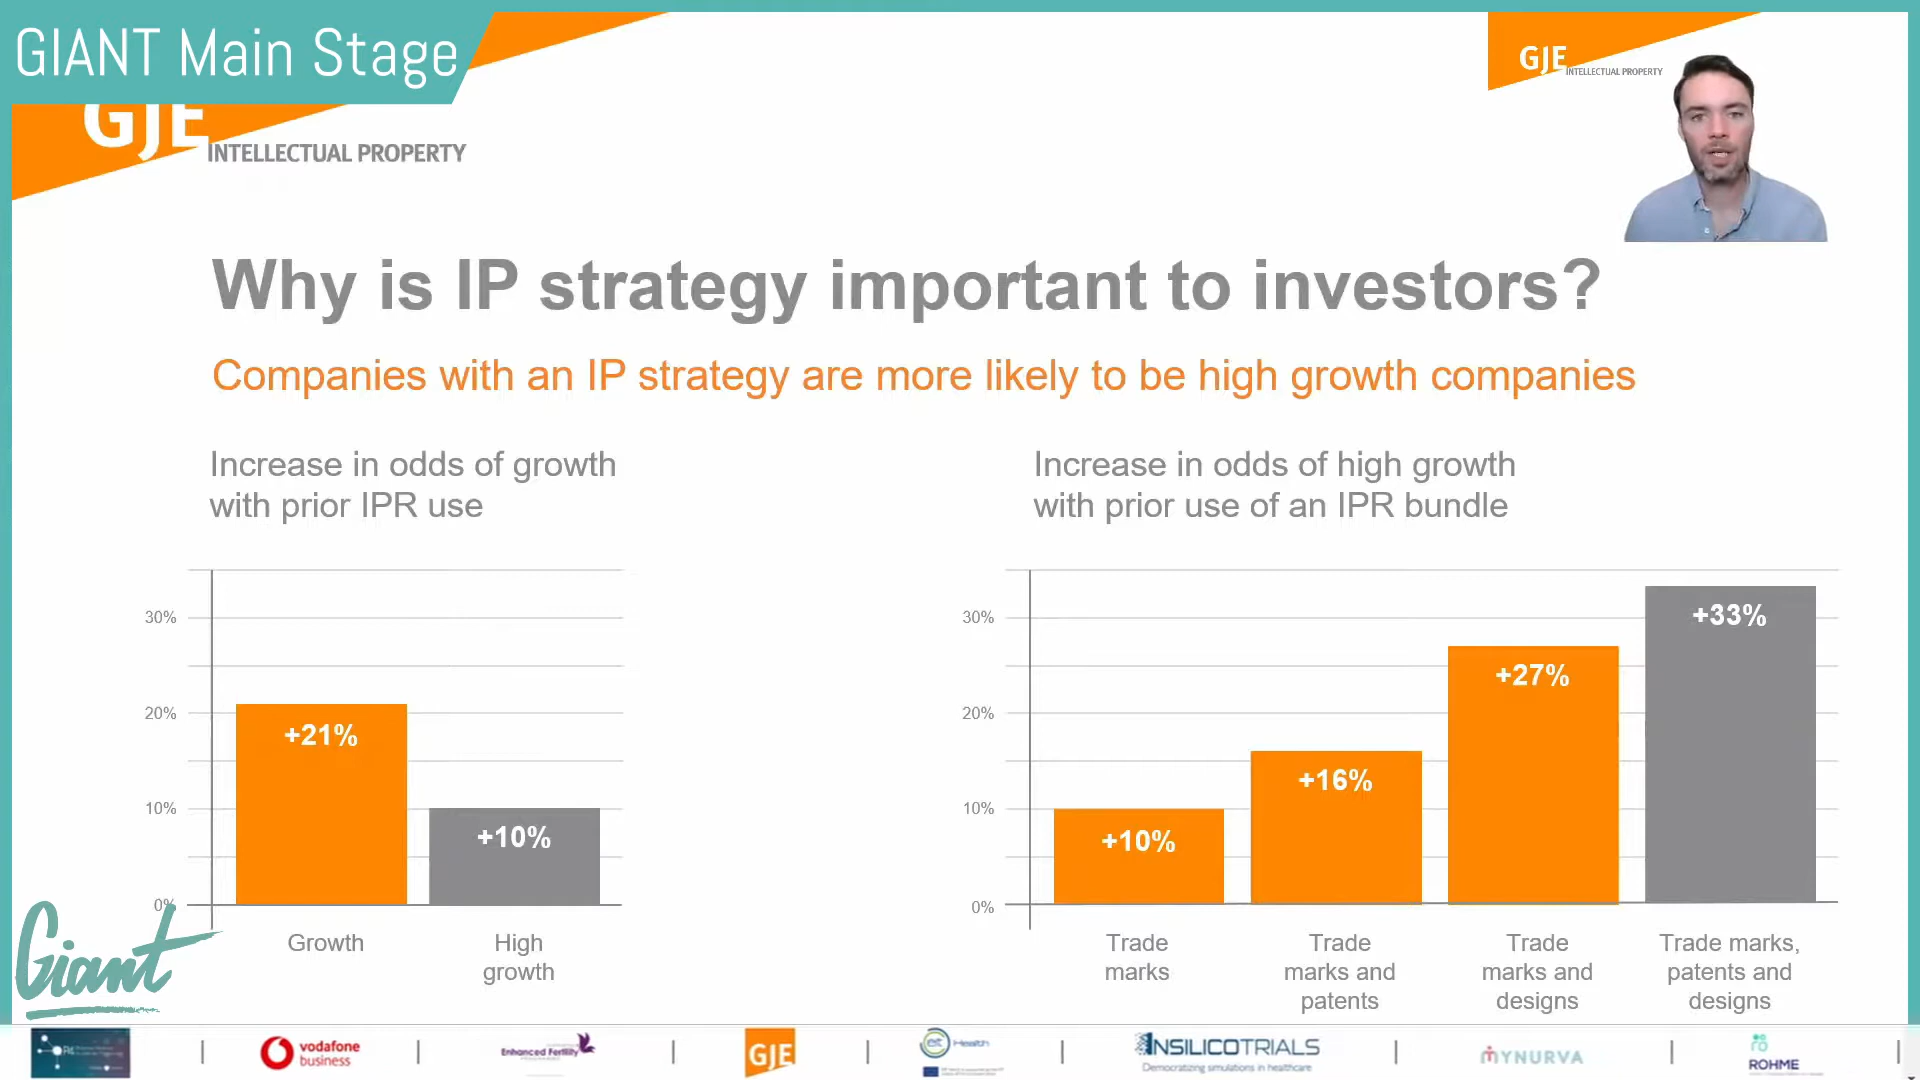 GIANT Main Stage
GJE
INTELLECTUAL PROPERTY
GJE
INTELLECTUAL PROPERTY
Why is IP strategy important to investors?
Companies with an IP strategy are more likely to be high growth companies
Increase in odds of growth
with prior IPR use
30%
20%
10%
0%
+21%
+10%
Growth
High
growth
Increase in odds of high growth
with prior use of an IPR bundle
30%
20%
10%
0%
+10%
+16%
+27%
+33%
Trade
marks
Trade
marks and
patents
Trade
marks and
designs
Trade marks,
patents and
designs
Giant
vodafone
business
Enhanced Fertility
GJE
eit Health
INSILICOTRIALS
Democratizing simulations in healthcare
MYNURVA
ROHME